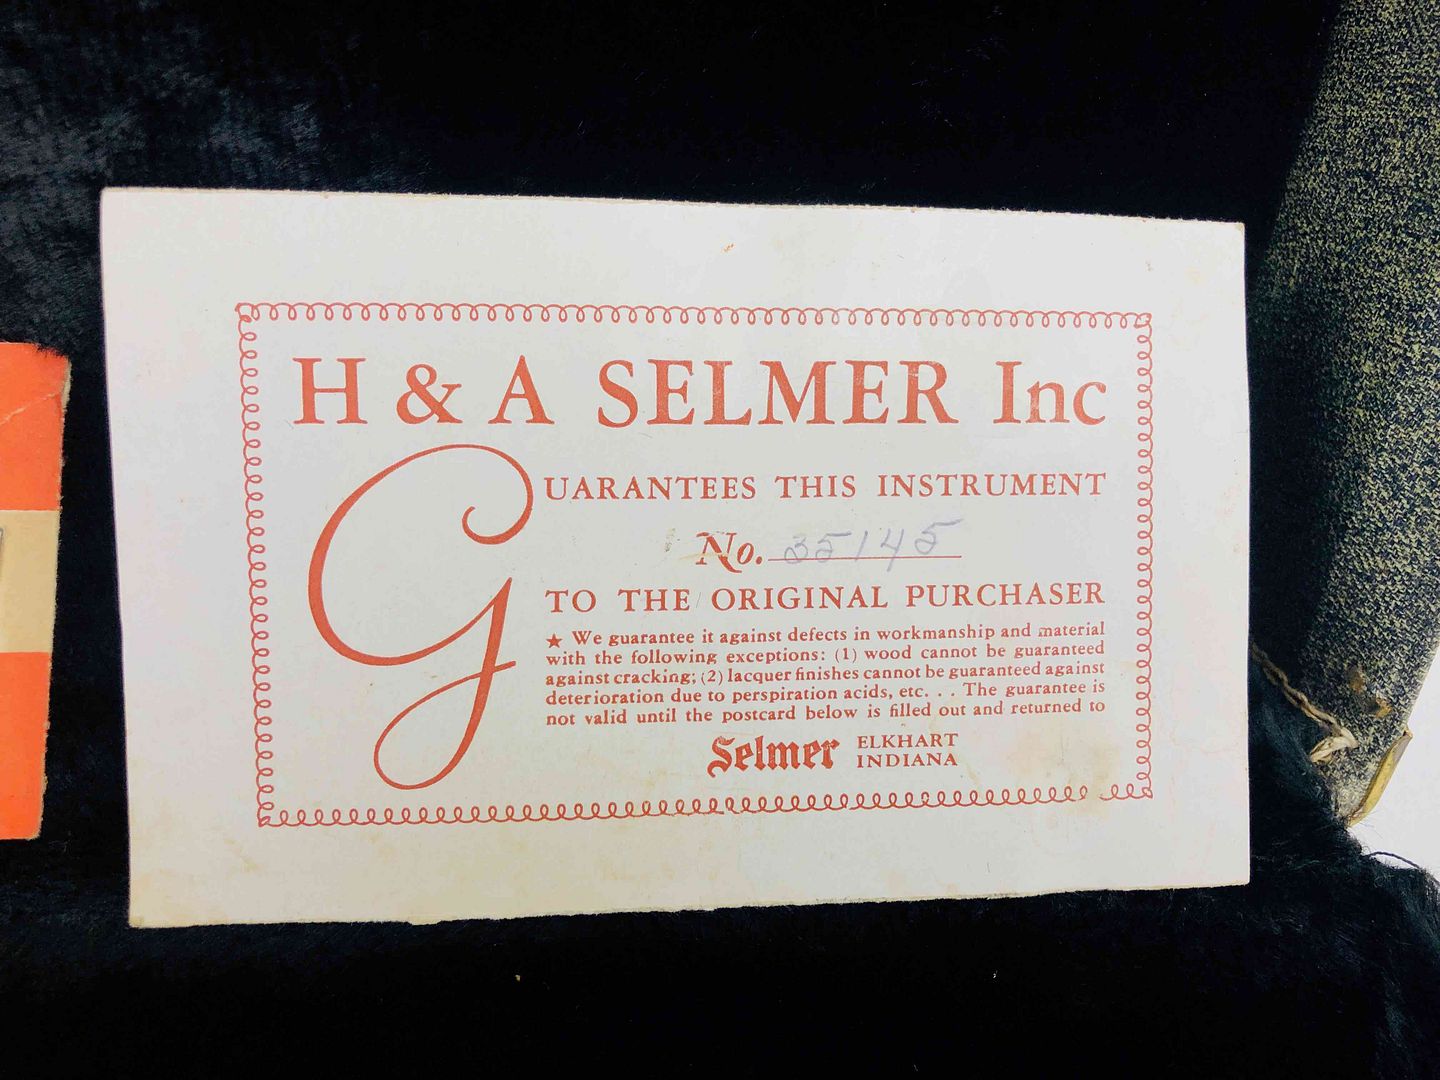 H & A SELMER Inc
GUARANTEES THIS INSTRUMENT
No. 35145
TO THE ORIGINAL PURCHASER
★ We guarantee it against defects in workmanship and material
with the following exceptions: (1) wood cannot be guaranteed
against cracking; (2) lacquer finishes cannot be guaranteed against
deterioration due to perspiration acids, etc. . . The guarantee is
not valid until the postcard below is filled out and returned to
Selmer ELKHART
INDIANA